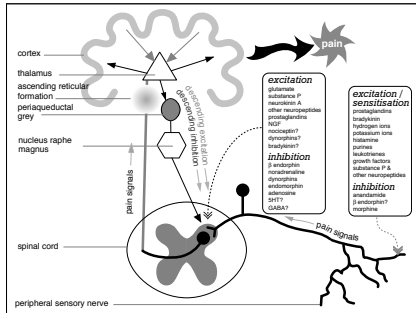 cortex
thalamus
ascending reticular
formation
periaqueductal
grey
nucleus raphe
magnus
spinal cord
peripheral sensory nerve
pain
pain signals
descending inhibition
descending excitation
pain signals
excitation
glutamate
substance P
neurokinin A
other neuropeptides
prostaglandins
NGF
nociceptin?
dynorphins?
bradykinin?
inhibition
β endorphin
noradrenaline
dynorphins
endomorphin
adenosine
5HT?
GABA?
excitation /
sensitisation
prostaglandins
bradykinin
hydrogen ions
potassium ions
histamine
purines
leukotrienes
growth factors
substance P &
other neuropeptides
inhibition
anandamide
β endorphin?
morphine